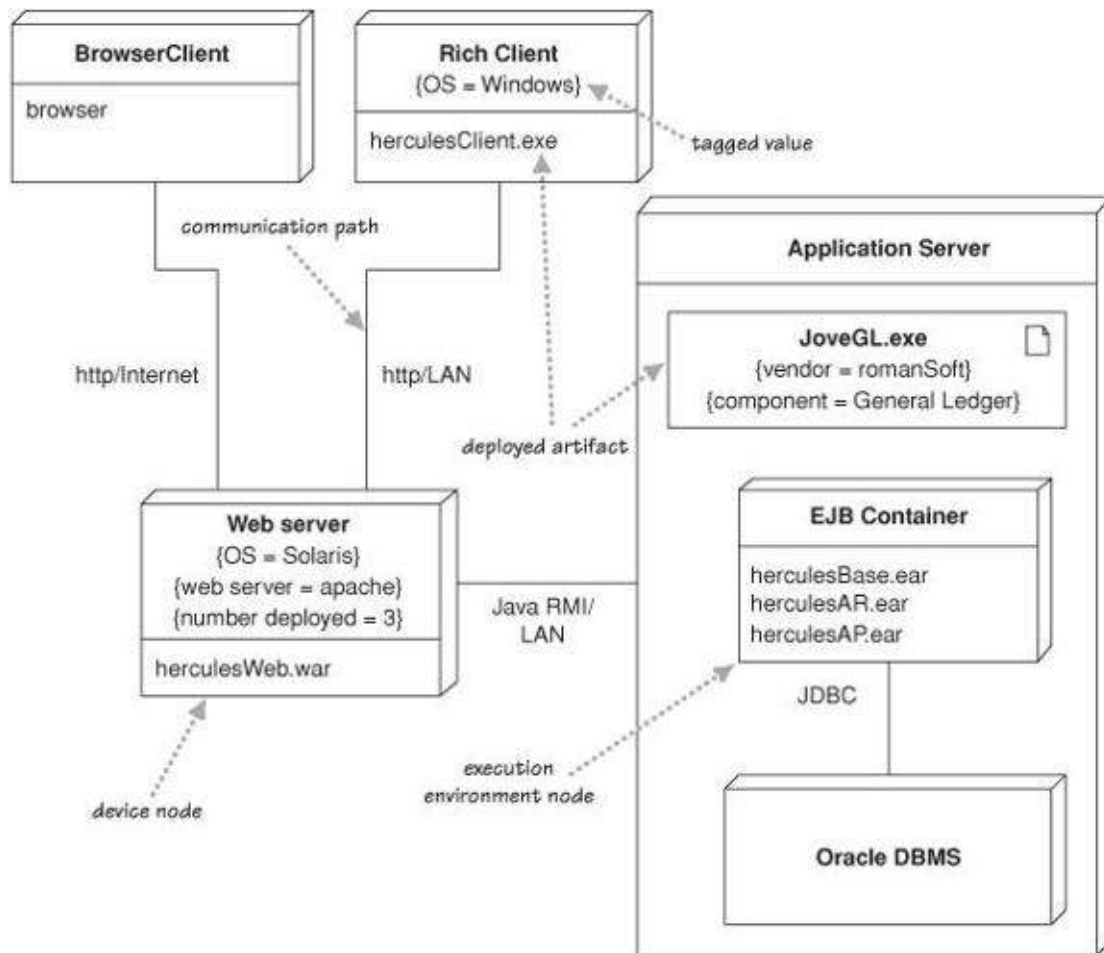 BrowserClient
browser
Rich Client
{OS = Windows}
herculesClient.exe
tagged value
communication path
Application Server
JoveGL.exe
{vendor = romanSoft}
{component = General Ledger}
http/Internet
http/LAN
deployed artifact
Web server
{OS = Solaris}
{web server = apache}
{number deployed = 3}
herculesWeb.war
Java RMI/
LAN
EJB Container
herculesBase.ear
herculesAR.ear
herculesAP.ear
JDBC
execution
environment node
device node
Oracle DBMS